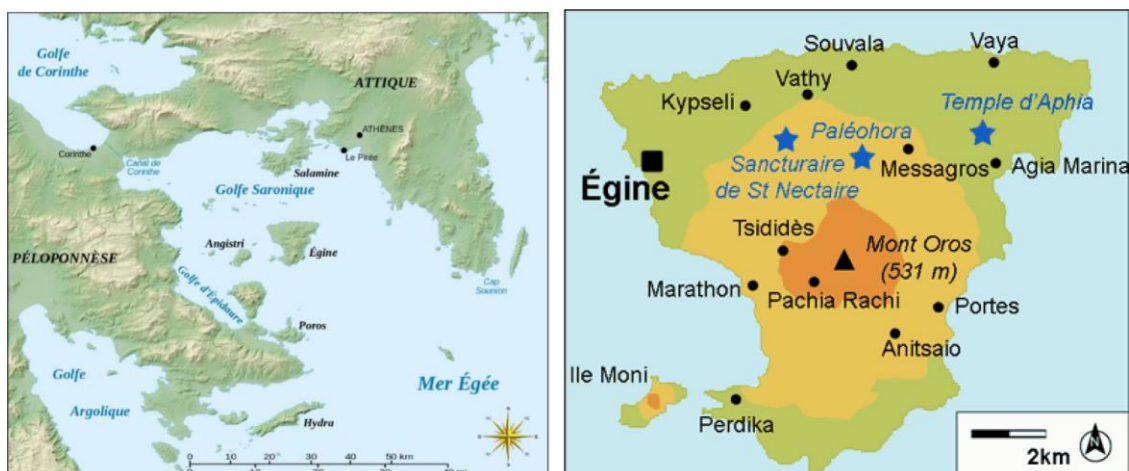 Golfe
de Corinthe
ATTIQUE
ATHÈNES
Corinthe
Le Pirée
Canal de
Corinthe
Salamine
Golfe Saronique
Angistri
Égine
PÉLOPONNÈSE
Golfe d'Épidaure
Cap
Sounion
Poros
Golfe
Argolique
Mer Égée
Hydra
0 10 20 30 40 50 km
Souvala
Vaya
Vathy
Kypseli
Temple d'Aphia
Paléohora
Messagros
Agia Marina
Sancturaire
de St Nectaire
Égine
Tsididès
Mont Oros
(531 m)
Marathon
Pachia Rachi
Portes
Anitsaio
Ile Moni
Perdika
2km
N